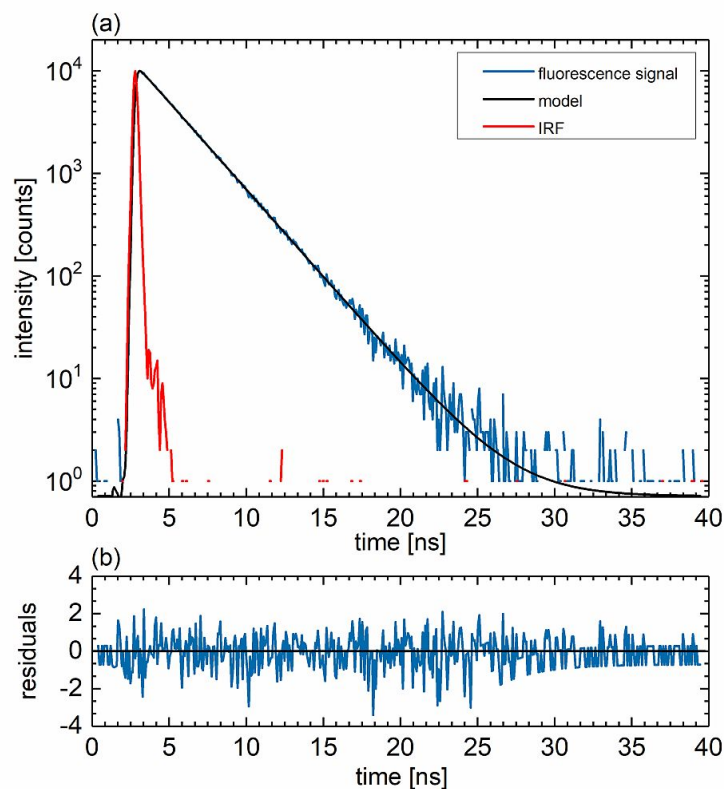 (a)
10⁴
10³
10²
10¹
10⁰
intensity [counts]
fluorescence signal
model
IRF
0 5 10 15 20 25 30 35 40
time [ns]
(b)
4
2
0
-2
-4
residuals
0 5 10 15 20 25 30 35 40
time [ns]